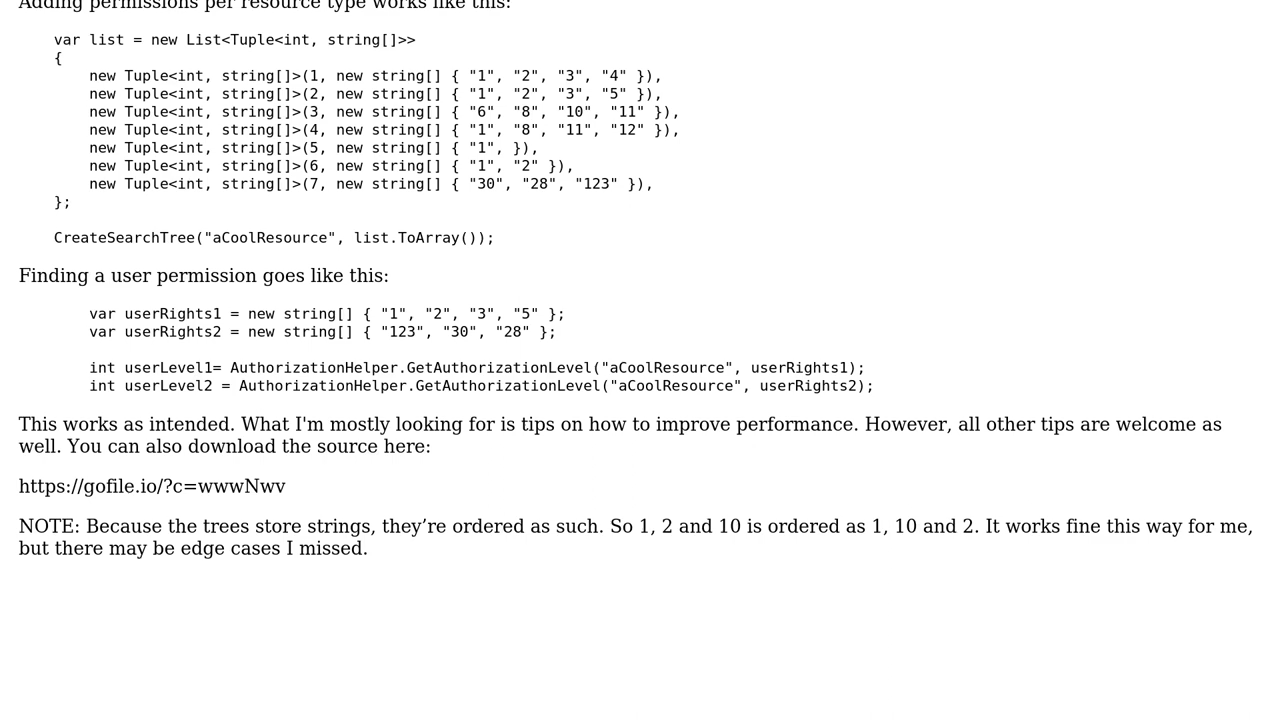 Adding permissions per resource type works like this:
var list = new List<Tuple<int, string[]>>
{
new Tuple<int, string[]>(1, new string[] { "1", "2", "3", "4" }),
new Tuple<int, string[]>(2, new string[] { "1", "2", "3", "5" }),
new Tuple<int, string[]>(3, new string[] { "6", "8", "10", "11" }),
new Tuple<int, string[]>(4, new string[] { "1", "8", "11", "12" }),
new Tuple<int, string[]>(5, new string[] { "1", }),
new Tuple<int, string[]>(6, new string[] { "1", "2" }),
new Tuple<int, string[]>(7, new string[] { "30", "28", "123" }),
};
CreateSearchTree("aCoolResource", list.ToArray());
Finding a user permission goes like this:
var userRights1 = new string[] { "1", "2", "3", "5" };
var userRights2 = new string[] { "123", "30", "28" };
int userLevel1= AuthorizationHelper.GetAuthorizationLevel("aCoolResource", userRights1);
int userLevel2 = AuthorizationHelper.GetAuthorizationLevel("aCoolResource", userRights2);
This works as intended. What I'm mostly looking for is tips on how to improve performance. However, all other tips are welcome as
well. You can also download the source here:
https://gofile.io/?c=wwwNwv
NOTE: Because the trees store strings, they’re ordered as such. So 1, 2 and 10 is ordered as 1, 10 and 2. It works fine this way for me,
but there may be edge cases I missed.